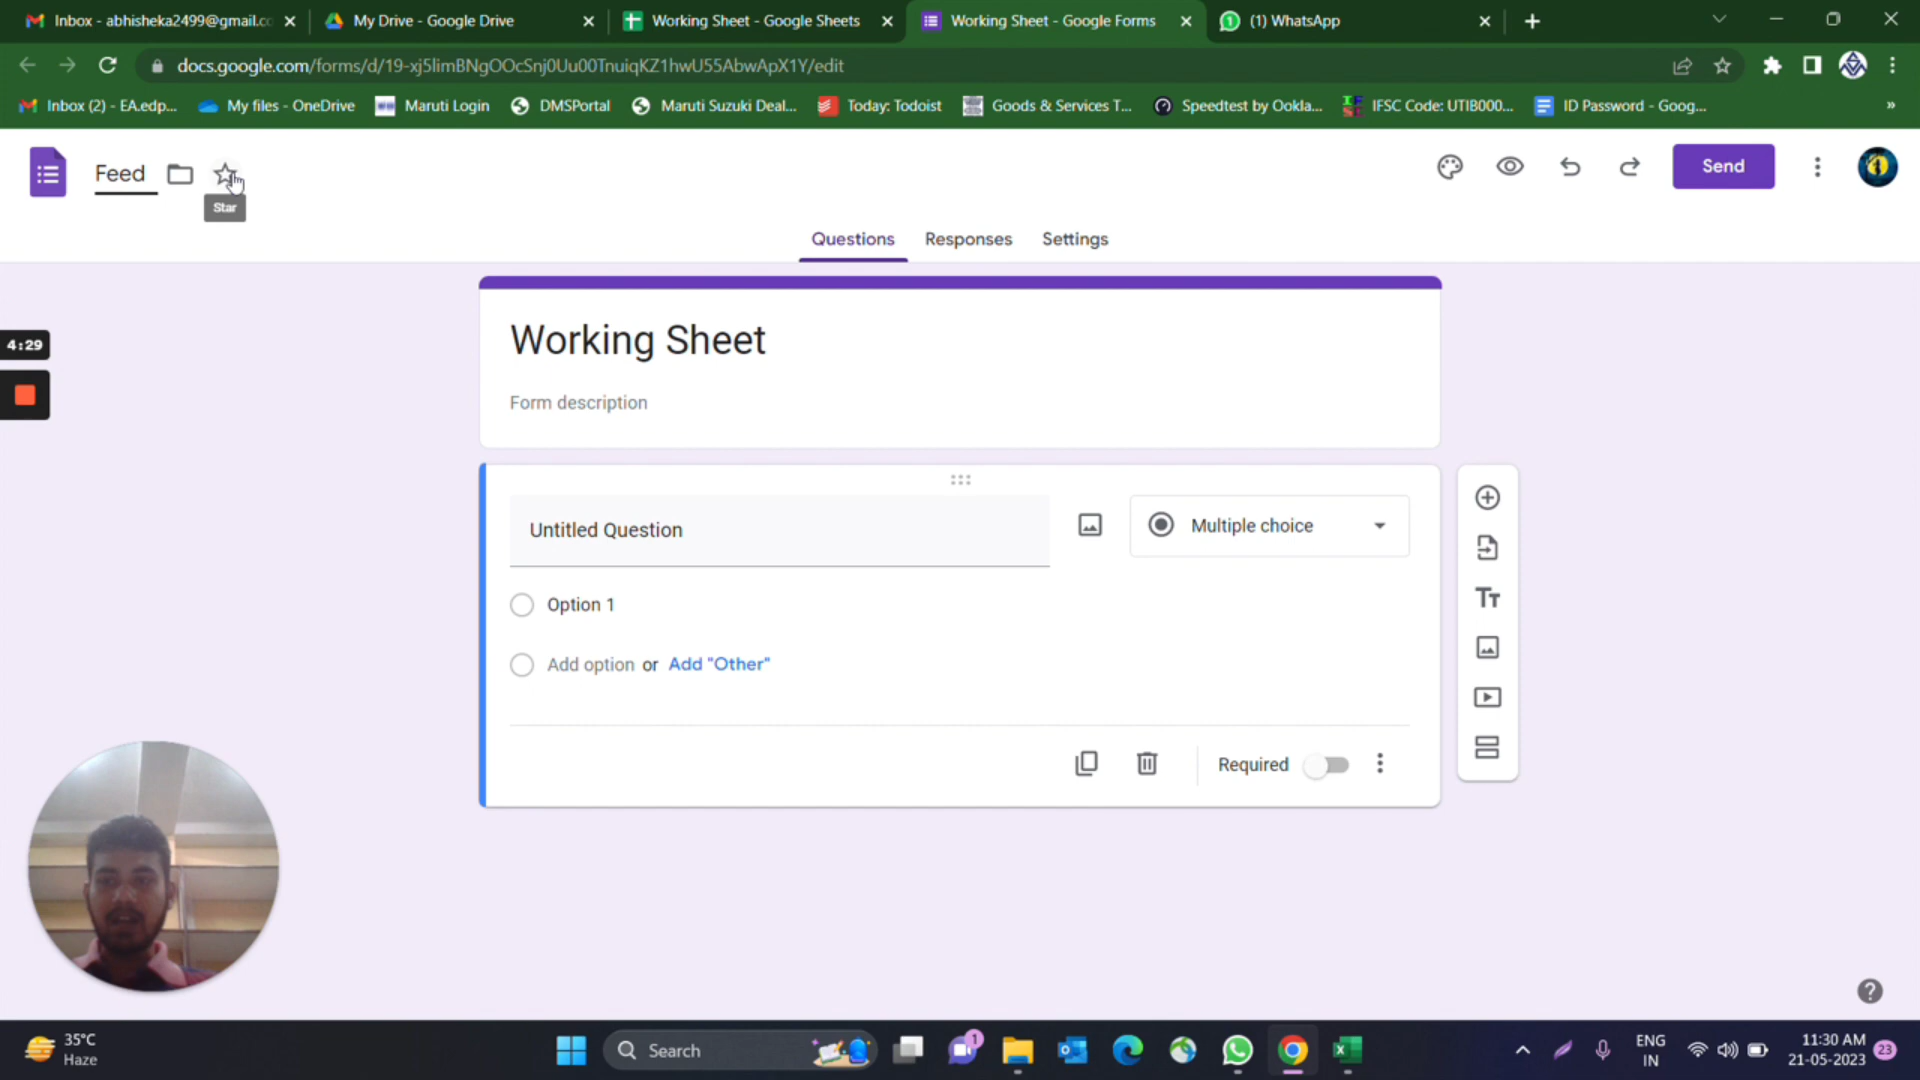 Inbox - abhisheka2499@gmail.co
My Drive - Google Drive
Working Sheet - Google Sheets
Working Sheet - Google Forms
(1) WhatsApp
docs.google.com/forms/d/19-xj5limBNgOOcSnj0Uu00TnuiqKZ1hwU55AbwApX1Y/edit
Inbox (2) - EA.edp...
My files - OneDrive
Maruti Login
DMSPortal
Maruti Suzuki Deal...
Today: Todoist
Goods & Services T...
Speedtest by Ookla...
IFSC Code: UTIB000...
ID Password - Goog...
»
Feed
Star
Send
Questions
Responses
Settings
Working Sheet
Form description
4:29
Untitled Question
Multiple choice
Option 1
Add option or Add "Other"
Required
35°C
Haze
Search
1
ENG
IN
11:30 AM
21-05-2023
23